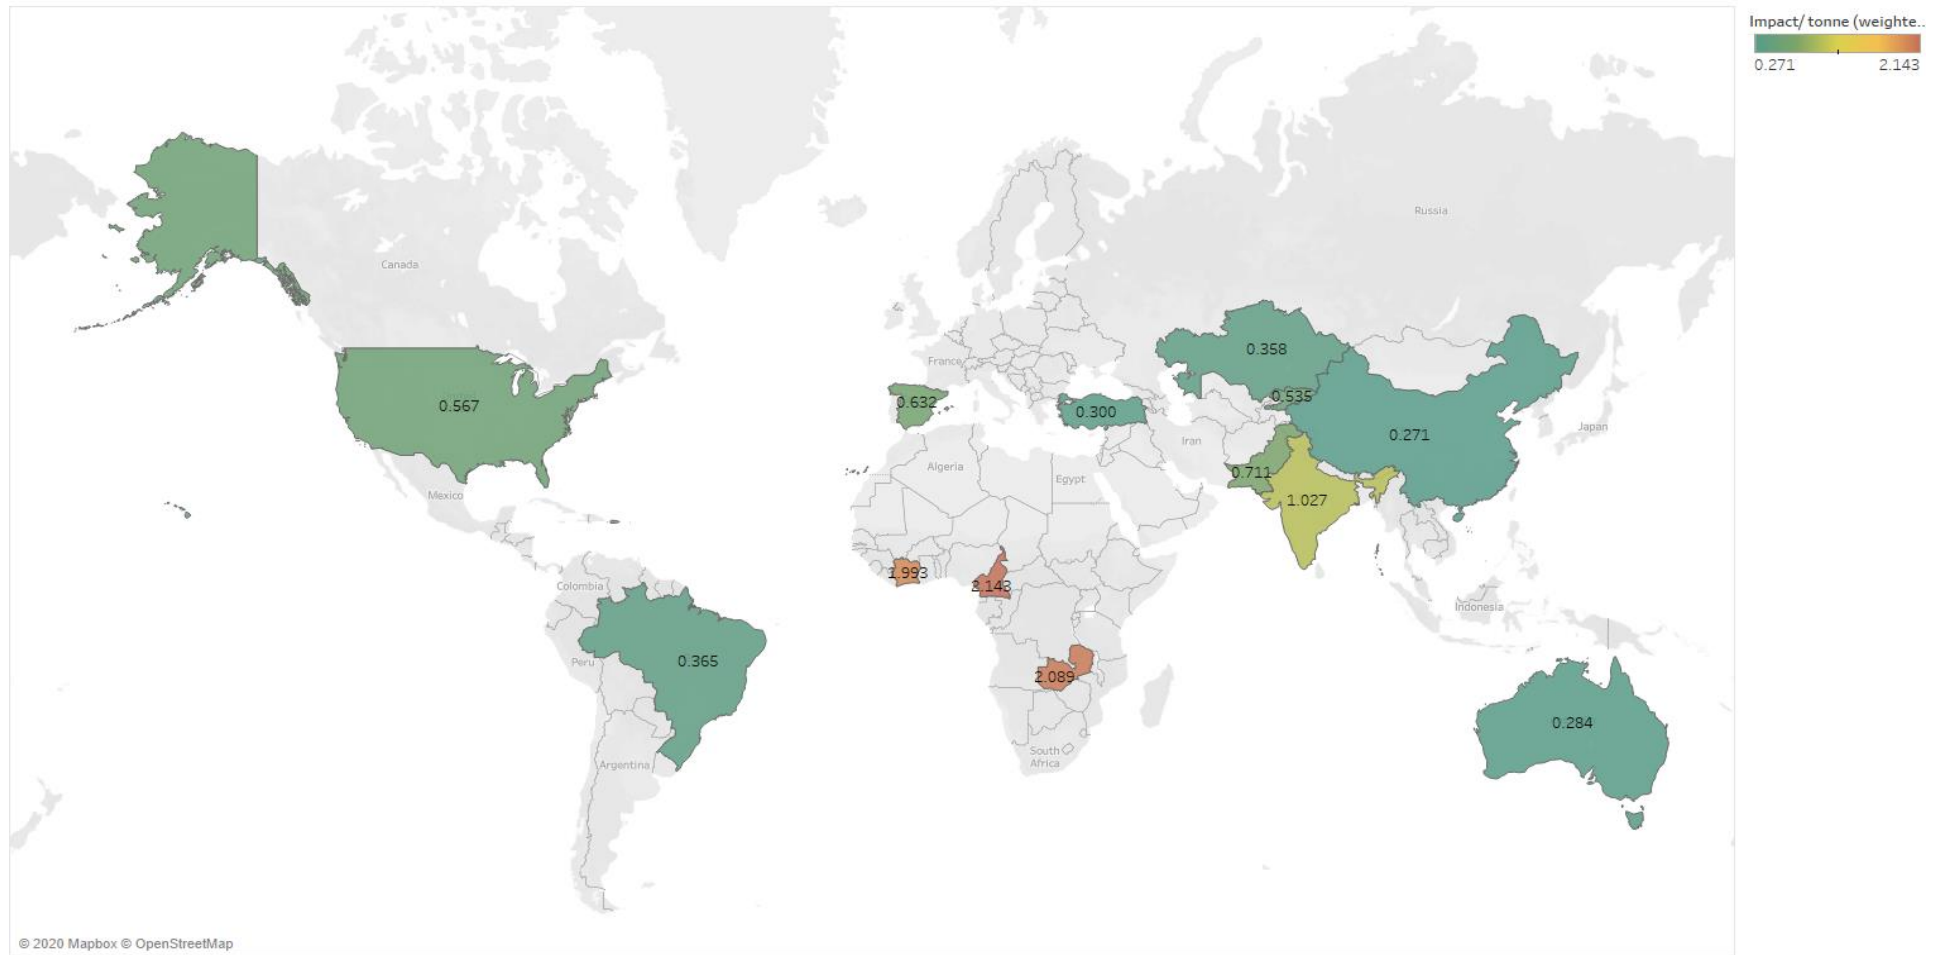 Impact/ tonne (weighte..
0.271
2.143
Russia
Canada
0.358
France
0.535
0.632
0.567
0.300
Japan
0.271
Iran
Algeria
0.711
Egypt
Mexico
1.027
1.993
Colombia
2.143
Indonesia
Peru
0.365
2.089
0.284
South
Africa
Argentina
© 2020 Mapbox © OpenStreetMap